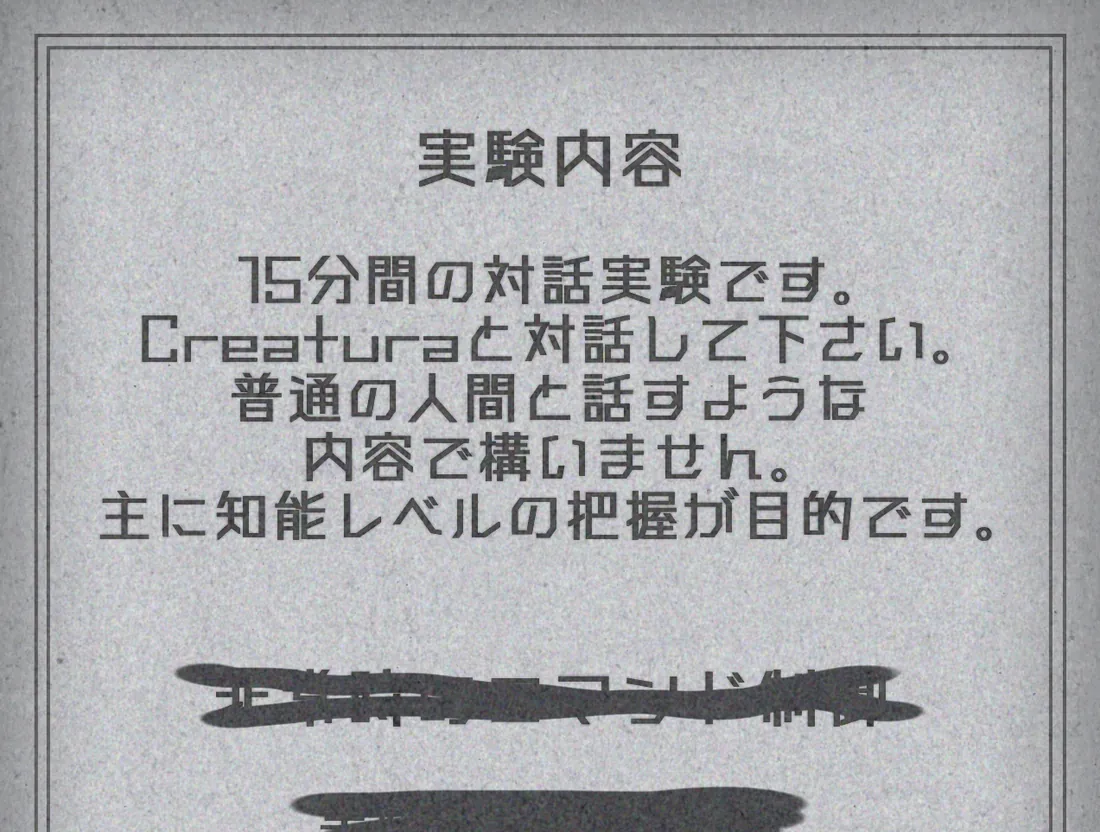 実験内容
15分間の対話実験です。
Creaturaと対話して下さい。
普通の人間と話すような
内容で構いません。
主に知能レベルの把握が目的です。